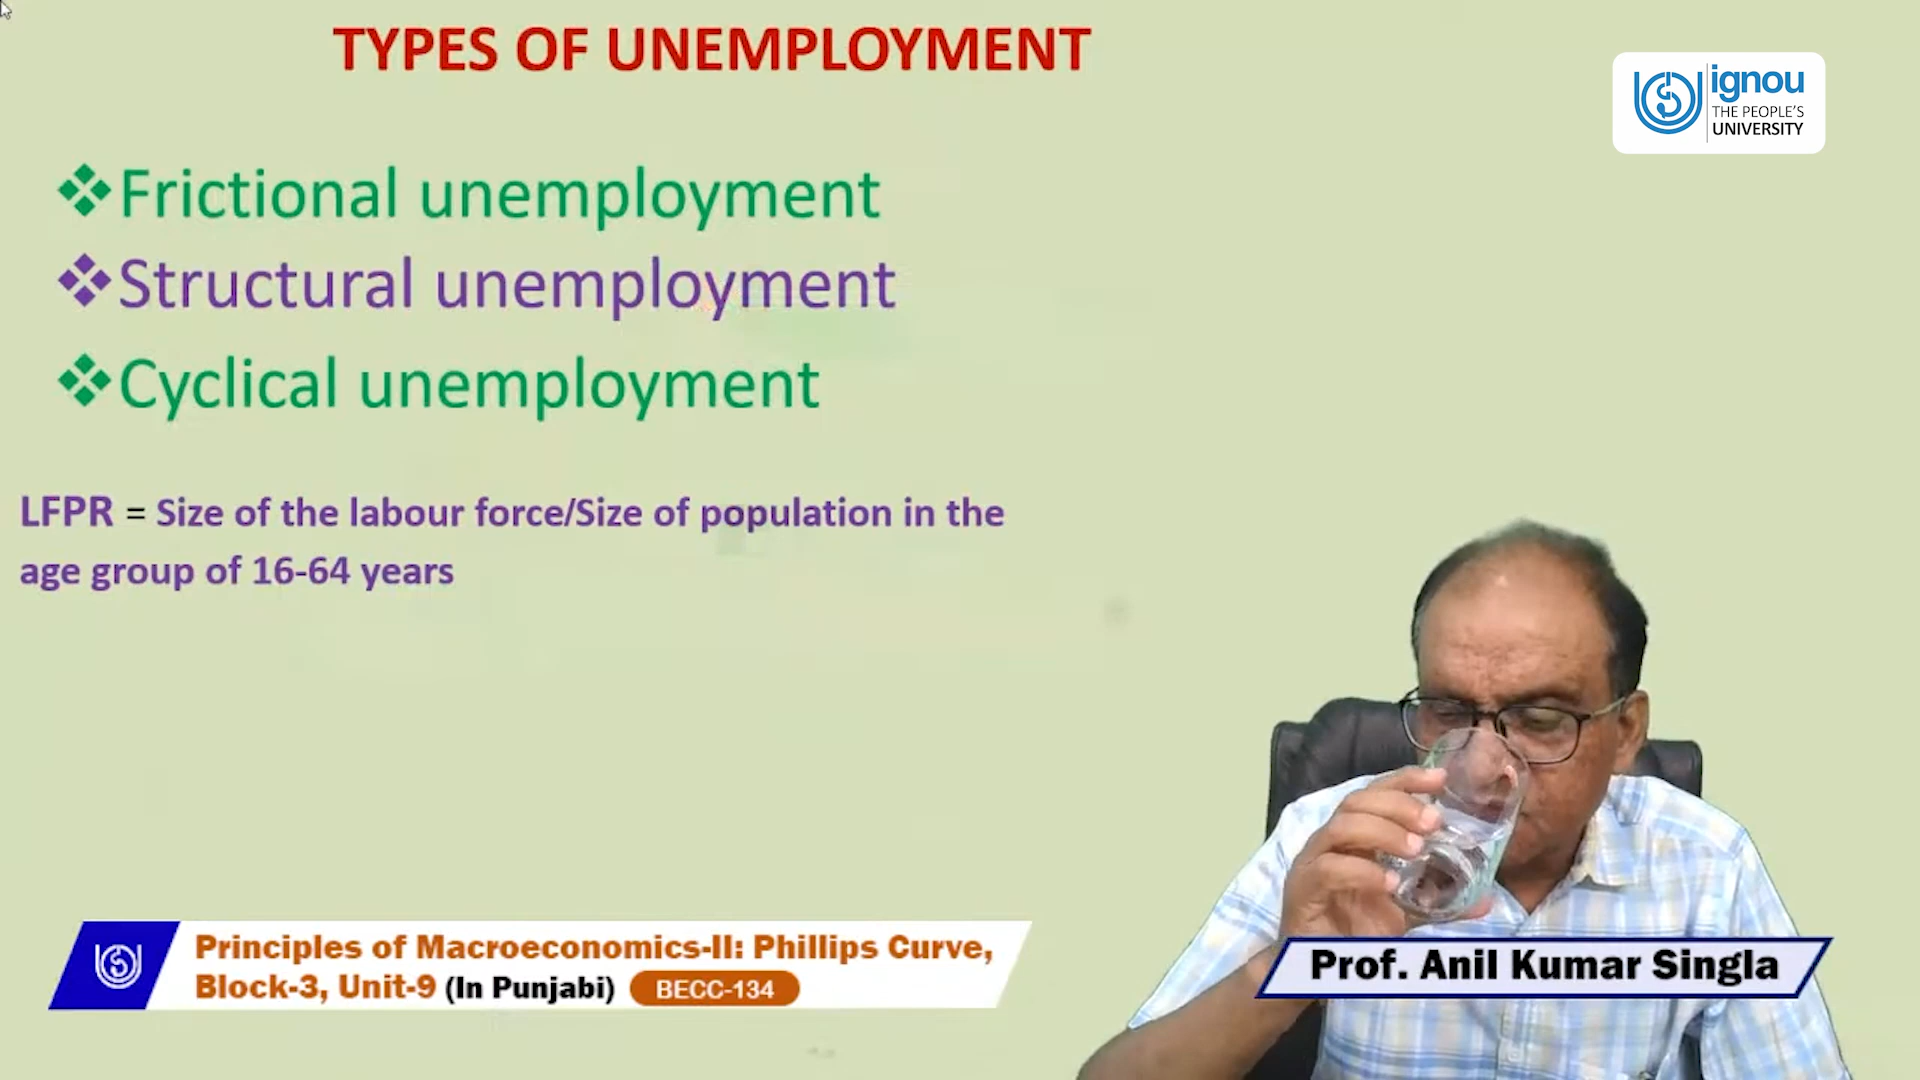 TYPES OF UNEMPLOYMENT
ignou
THE PEOPLE'S
UNIVERSITY
❖Frictional unemployment
❖Structural unemployment
❖Cyclical unemployment
LFPR = Size of the labour force/Size of population in the
age group of 16-64 years
Principles of Macroeconomics-II: Phillips Curve,
Block-3, Unit-9 (In Punjabi) BECC-134
Prof. Anil Kumar Singla